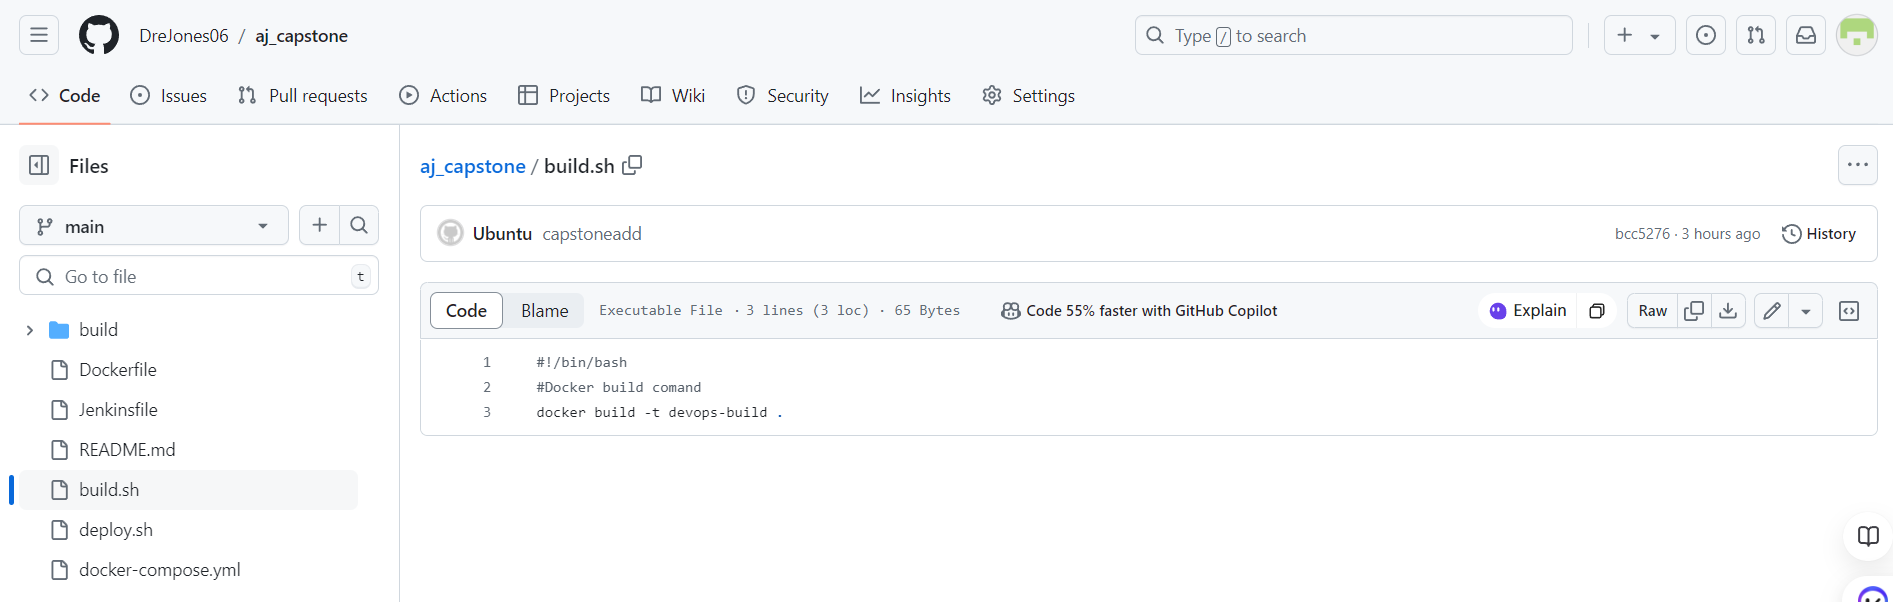 DreJones06 / aj_capstone
Type / to search
Code Issues Pull requests Actions Projects Wiki Security Insights Settings
Files
main
Go to file t
build
Dockerfile
Jenkinsfile
README.md
build.sh
deploy.sh
docker-compose.yml
aj_capstone / build.sh
Ubuntu capstoneadd bcc5276 · 3 hours ago History
Code Blame Executable File · 3 lines (3 loc) · 65 Bytes Code 55% faster with GitHub Copilot Explain Raw
1 #!/bin/bash
2 #Docker build comand
3 docker build -t devops-build .